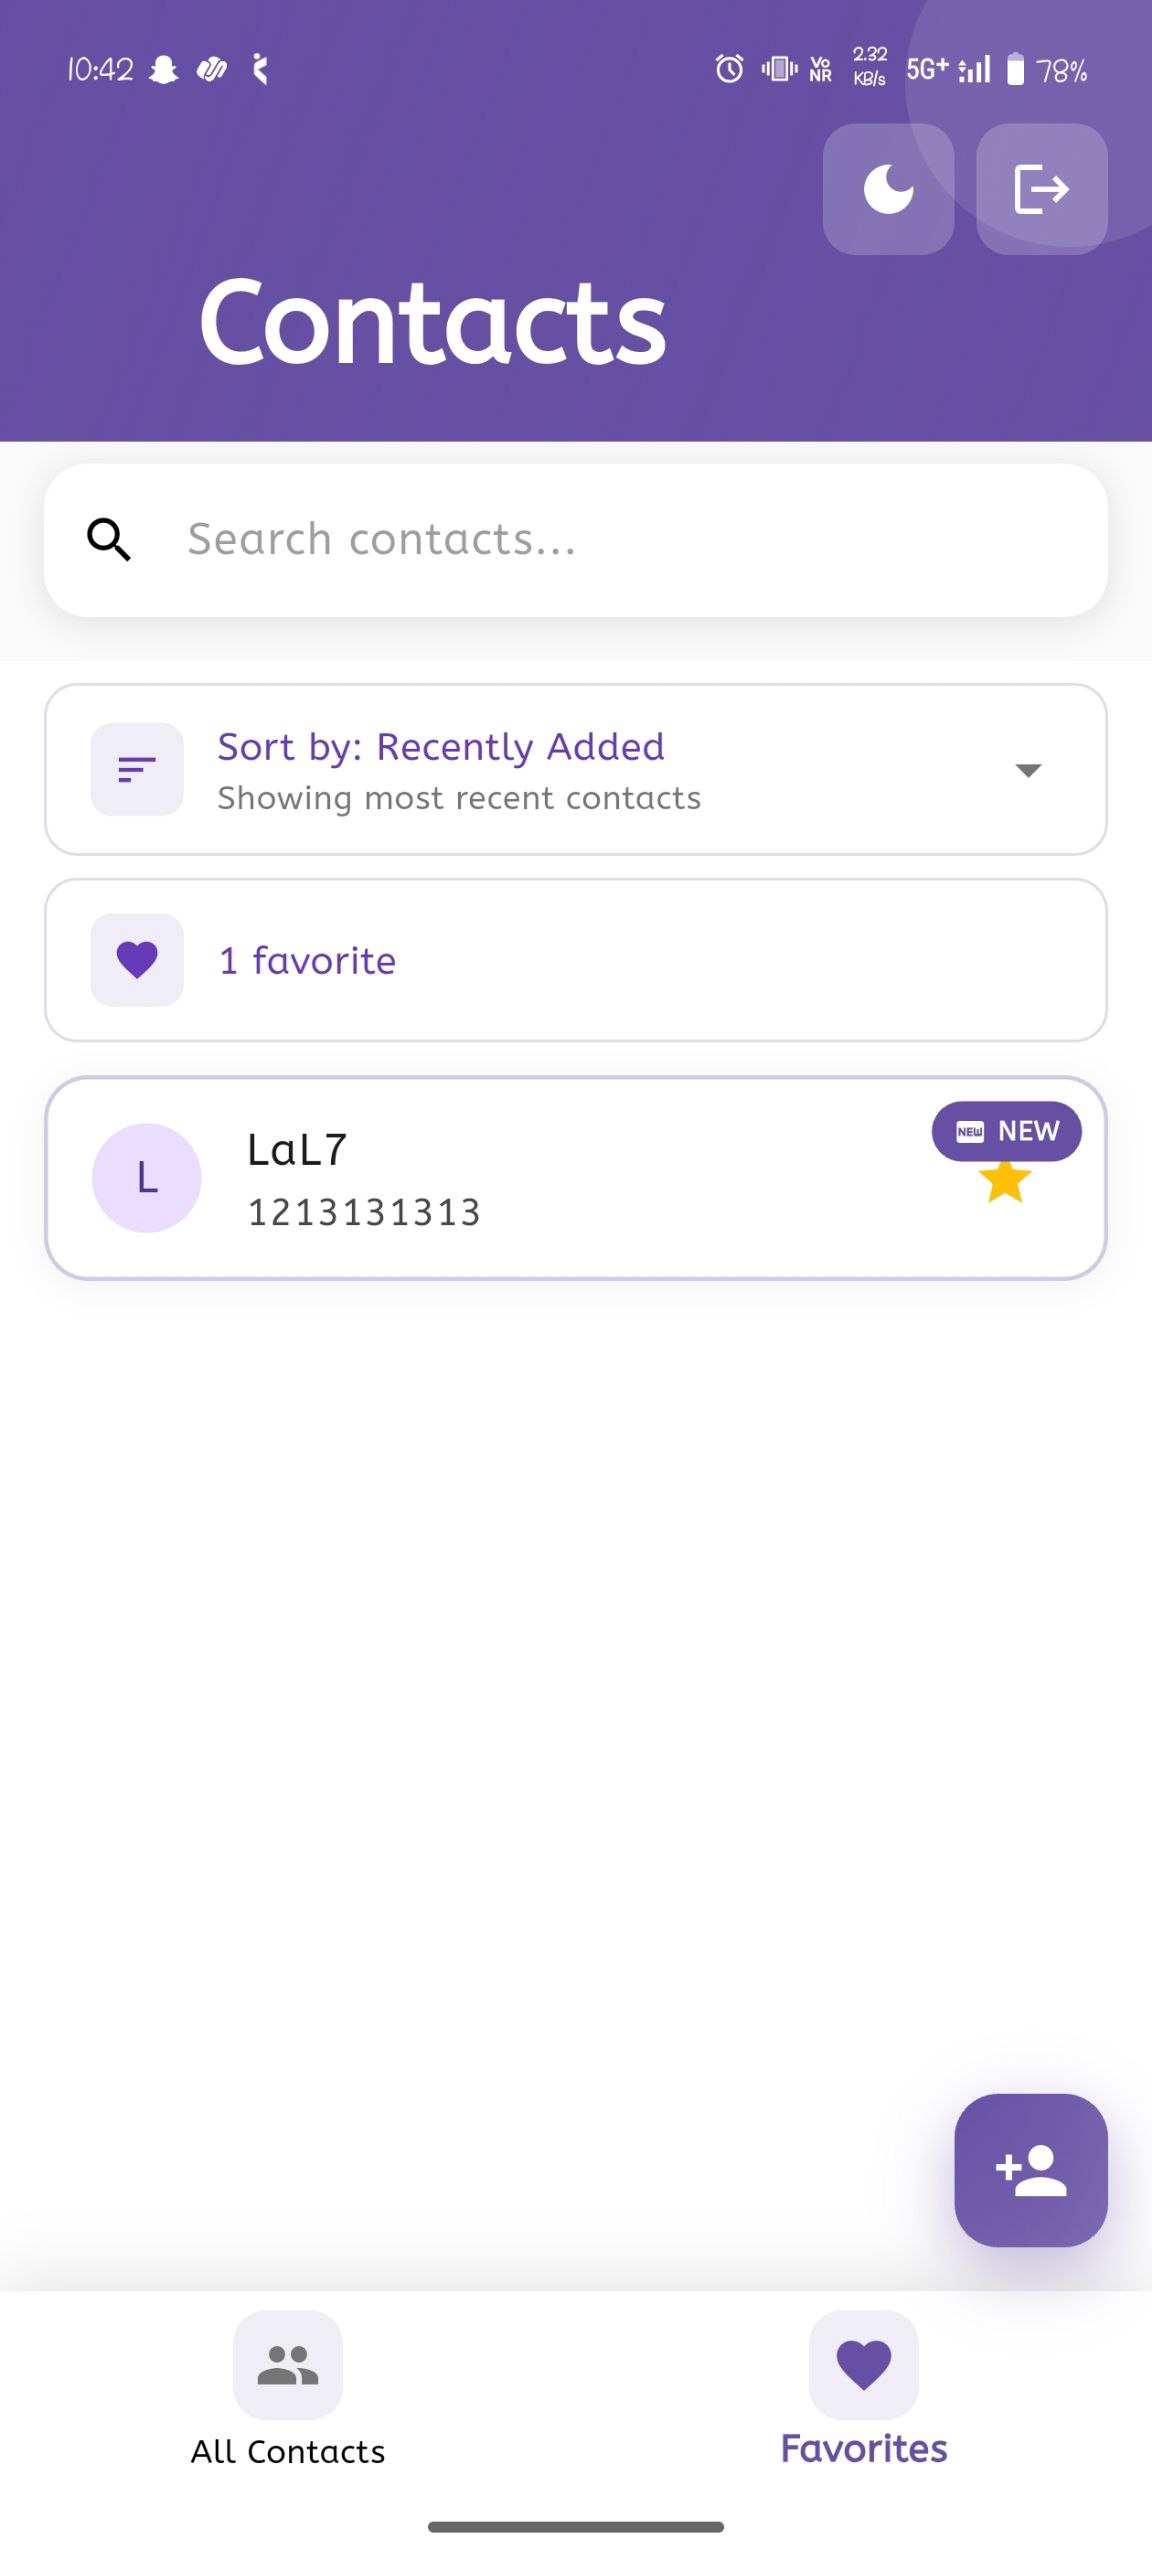 10:42
Vo
NR
2.32
KB/s
5G+
78%
Contacts
Search contacts...
Sort by: Recently Added
Showing most recent contacts
1 favorite
L
LaL7
1213131313
NEW NEW
All Contacts
Favorites